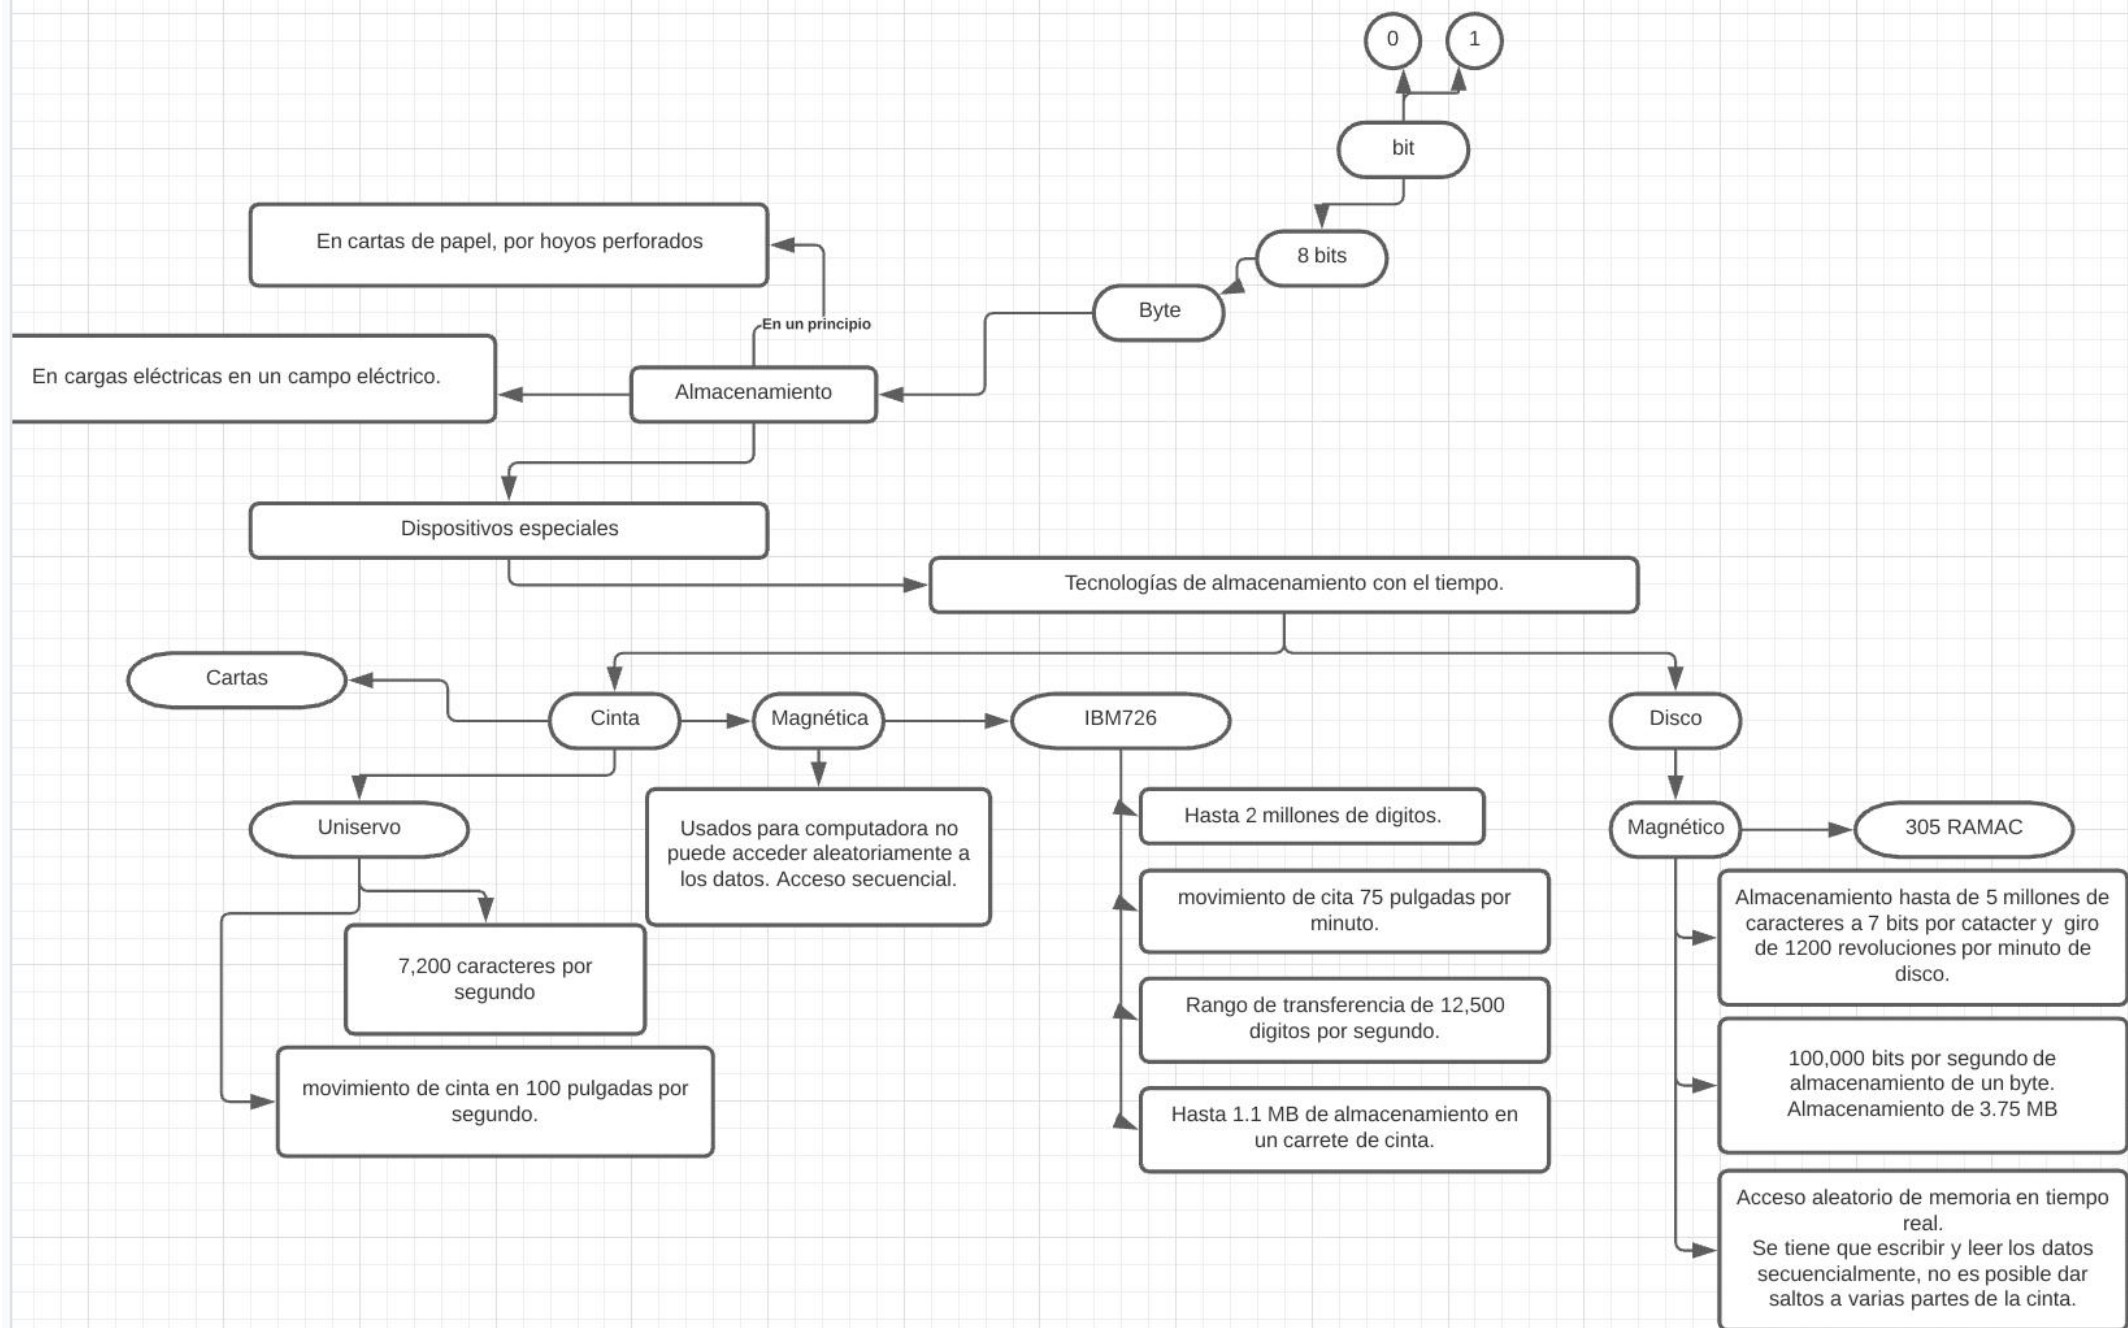 0
1
bit
8 bits
Byte
En cartas de papel, por hoyos perforados
En un principio
En cargas eléctricas en un campo eléctrico.
Almacenamiento
Dispositivos especiales
Tecnologías de almacenamiento con el tiempo.
Cartas
Cinta
Magnética
IBM726
Disco
Uniservo
Usados para computadora no
puede acceder aleatoriamente a
los datos. Acceso secuencial.
Hasta 2 millones de digitos.
Magnético
305 RAMAC
movimiento de cita 75 pulgadas por
minuto.
Almacenamiento hasta de 5 millones de
caracteres a 7 bits por catacter y  giro
de 1200 revoluciones por minuto de
disco.
7,200 caracteres por
segundo
Rango de transferencia de 12,500
digitos por segundo.
100,000 bits por segundo de
almacenamiento de un byte.
Almacenamiento de 3.75 MB
movimiento de cinta en 100 pulgadas por
segundo.
Hasta 1.1 MB de almacenamiento en
un carrete de cinta.
Acceso aleatorio de memoria en tiempo
real.
Se tiene que escribir y leer los datos
secuencialmente, no es posible dar
saltos a varias partes de la cinta.